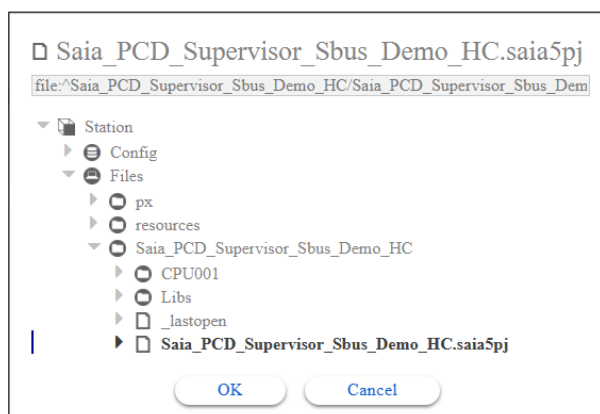 Saia_PCD_Supervisor_Sbus_Demo_HC.saia5pj
file:^Saia_PCD_Supervisor_Sbus_Demo_HC/Saia_PCD_Supervisor_Sbus_Dem
Station
Config
Files
px
resources
Saia_PCD_Supervisor_Sbus_Demo_HC
CPU001
Libs
_lastopen
Saia_PCD_Supervisor_Sbus_Demo_HC.saia5pj
OK Cancel